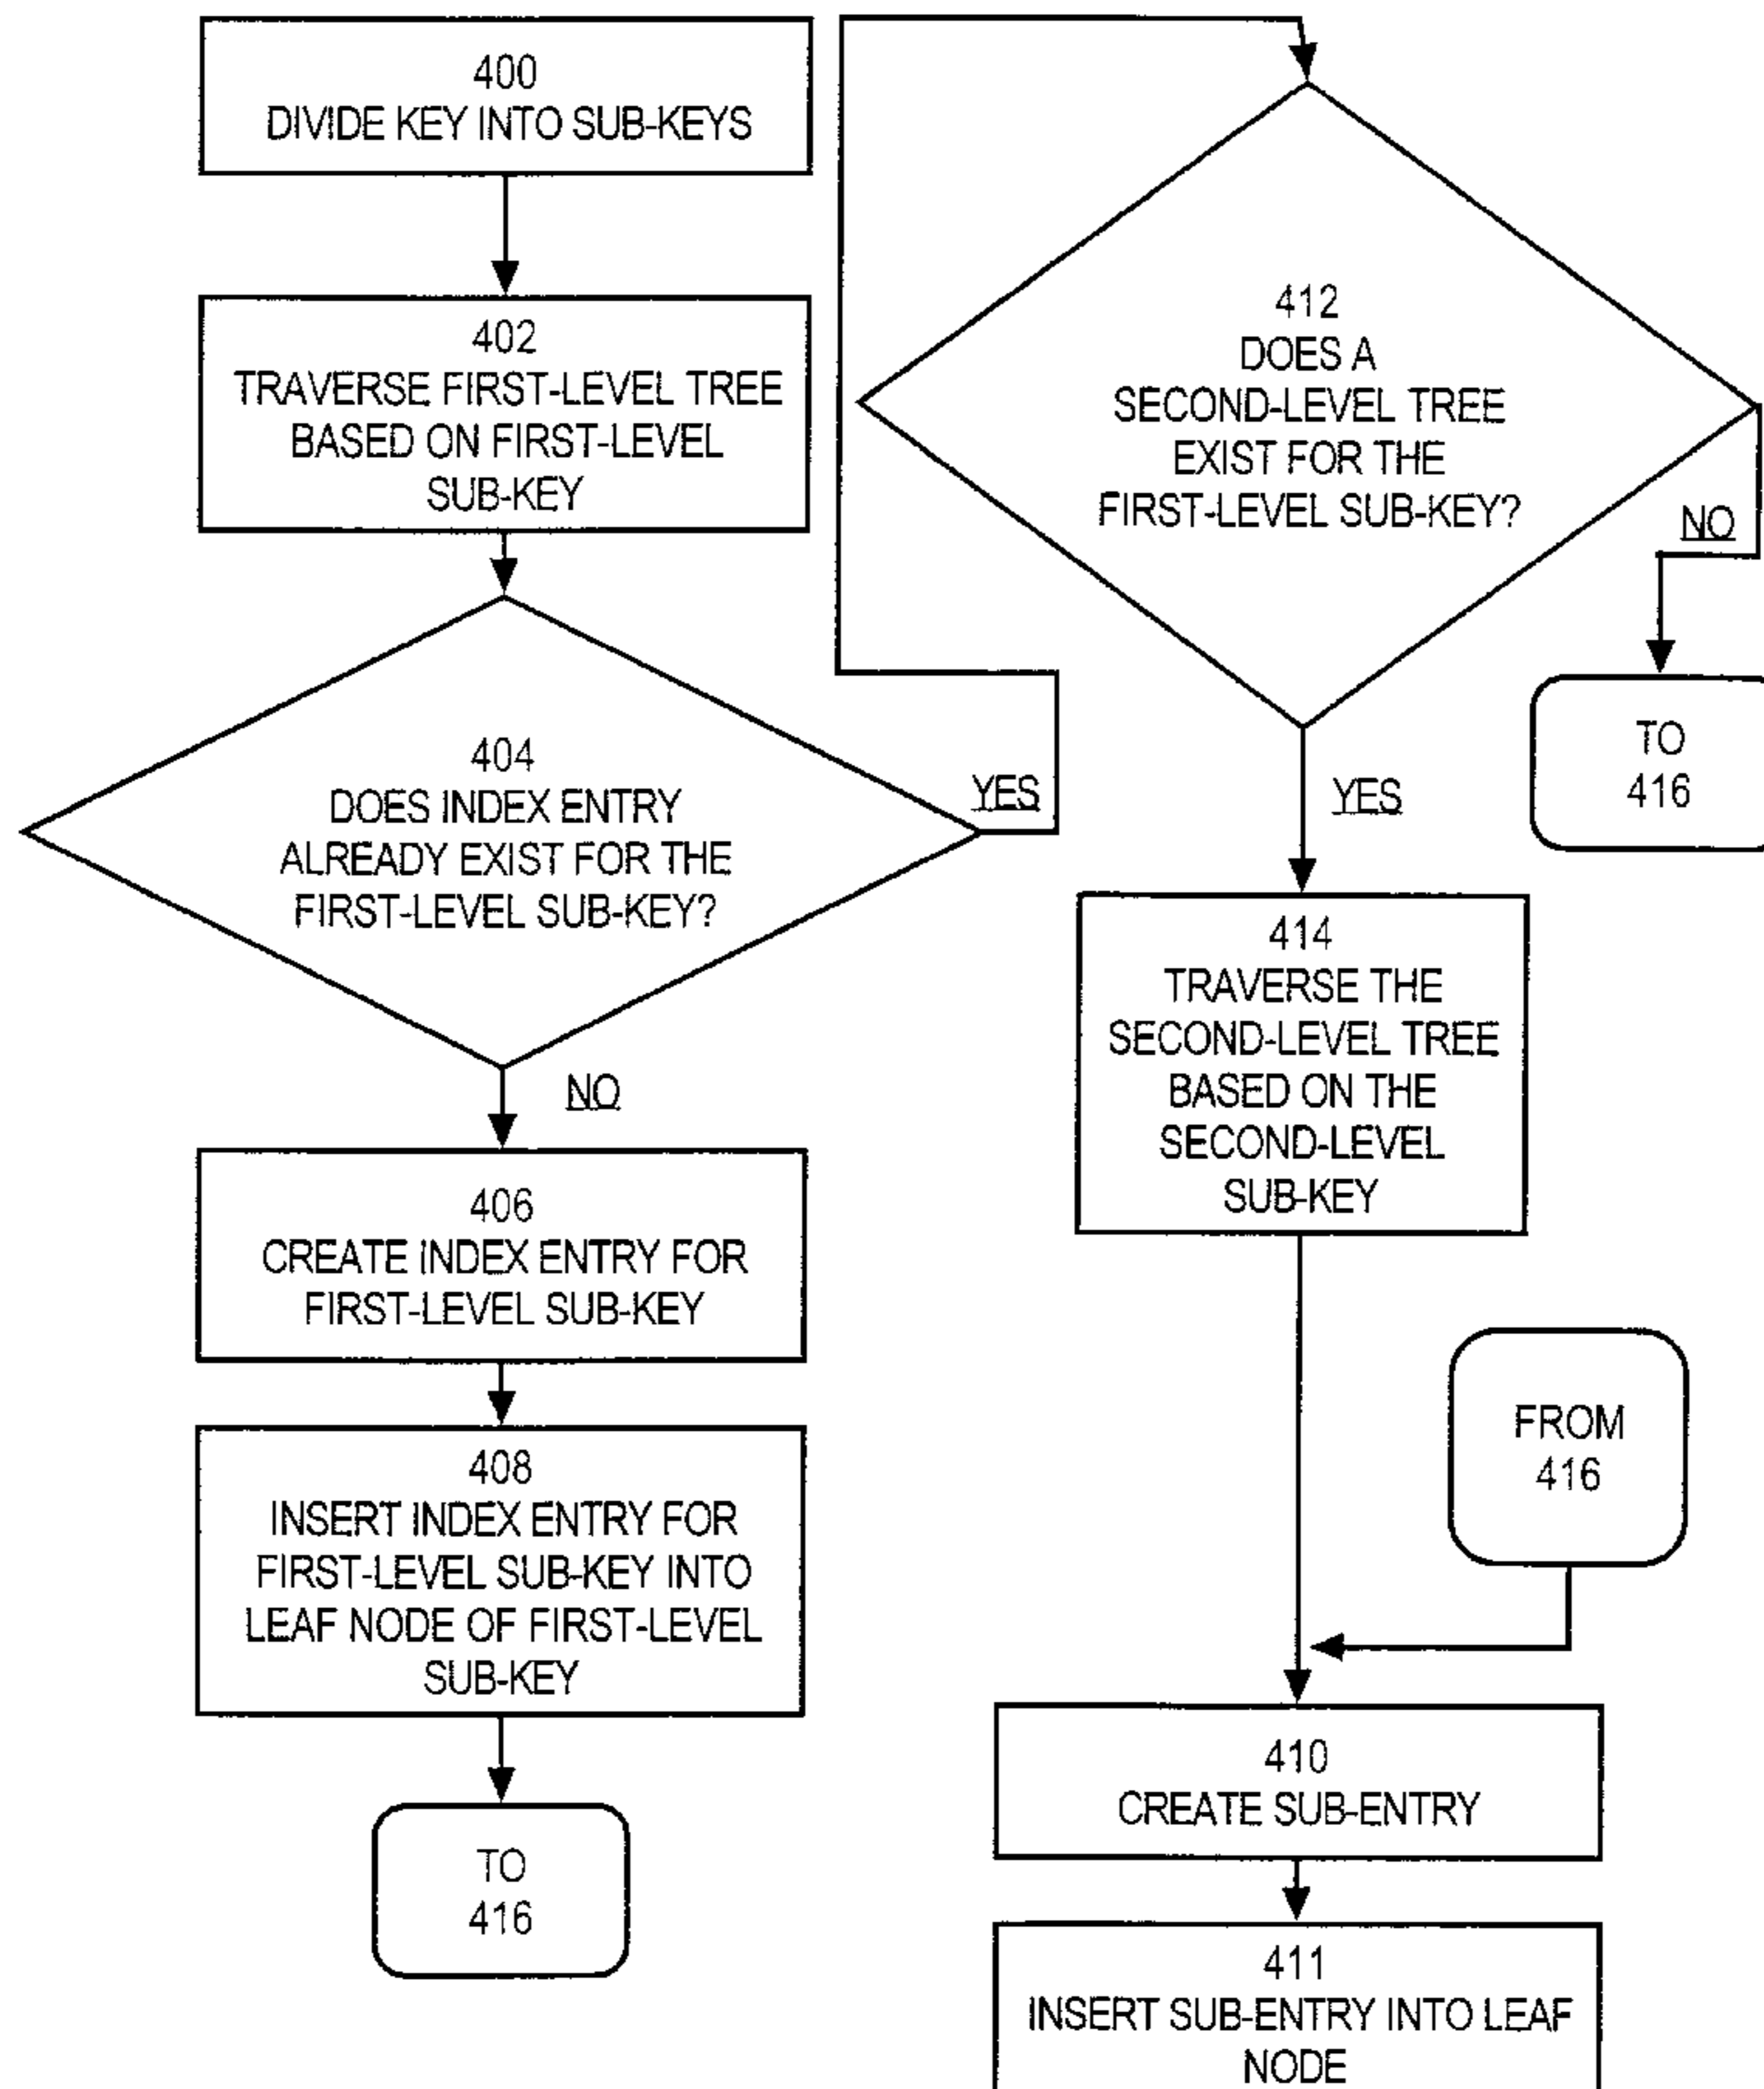 400
DIVIDE KEY INTO SUB-KEYS
402
TRAVERSE FIRST-LEVEL TREE
BASED ON FIRST-LEVEL
SUB-KEY
404
DOES INDEX ENTRY
ALREADY EXIST FOR THE
FIRST-LEVEL SUB-KEY?
YES
NO
406
CREATE INDEX ENTRY FOR
FIRST-LEVEL SUB-KEY
408
INSERT INDEX ENTRY FOR
FIRST-LEVEL SUB-KEY INTO
LEAF NODE OF FIRST-LEVEL
SUB-KEY
TO
416
412
DOES A
SECOND-LEVEL TREE
EXIST FOR THE
FIRST-LEVEL SUB-KEY?
NO
TO
416
YES
414
TRAVERSE THE
SECOND-LEVEL TREE
BASED ON THE
SECOND-LEVEL
SUB-KEY
FROM
416
410
CREATE SUB-ENTRY
411
INSERT SUB-ENTRY INTO LEAF
NODE